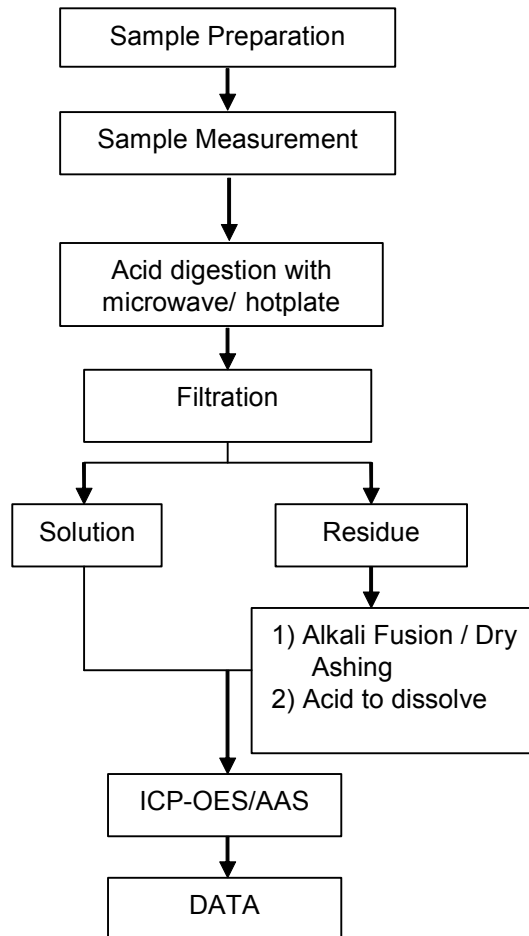 Sample Preparation
Sample Measurement
Acid digestion with
microwave/ hotplate
Filtration
Solution
Residue
1) Alkali Fusion / Dry
Ashing
2) Acid to dissolve
ICP-OES/AAS
DATA